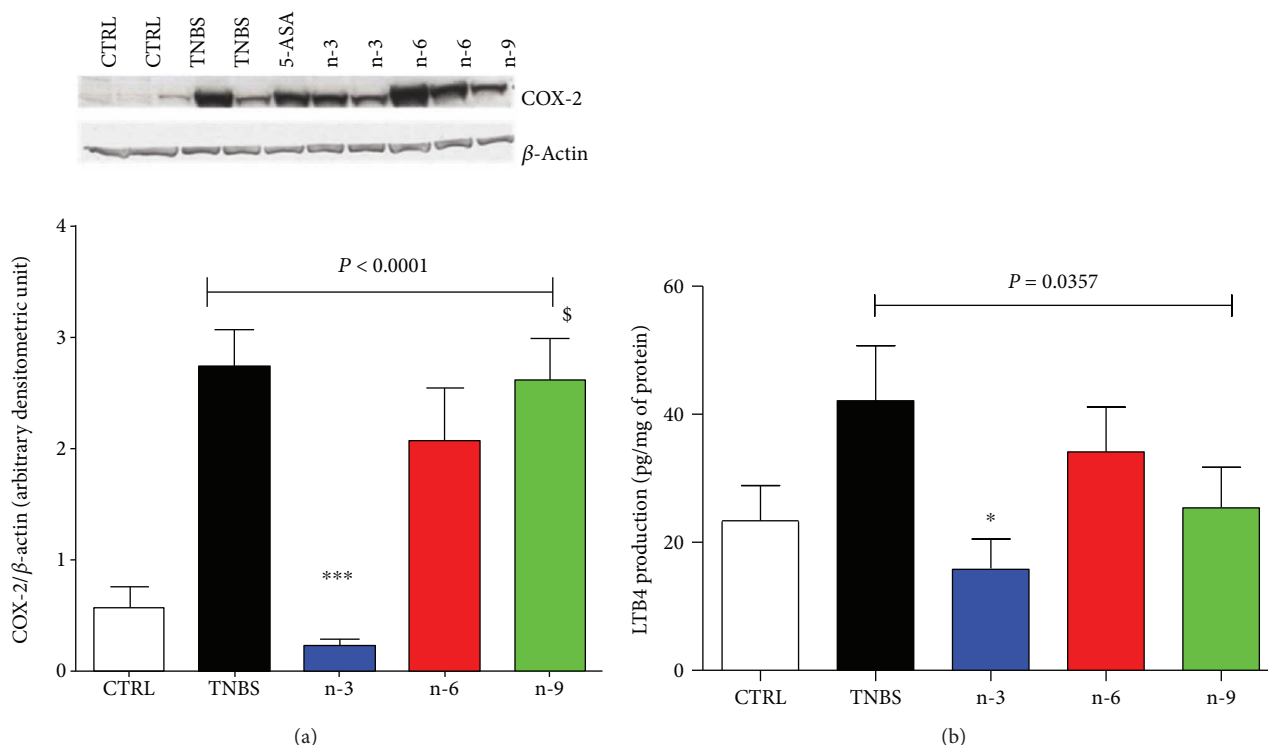 CTRL
CTRL
TNBS
TNBS
5-ASA
n-3
n-3
n-6
n-6
n-9
COX-2
β-Actin
COX-2/β-actin (arbitrary densitometric unit)
4
3
2
1
0
P < 0.0001
***
$
CTRL TNBS n-3 n-6 n-9
(a)
LTB4 production (pg/mg of protein)
60
40
20
0
P = 0.0357
*
CTRL TNBS n-3 n-6 n-9
(b)